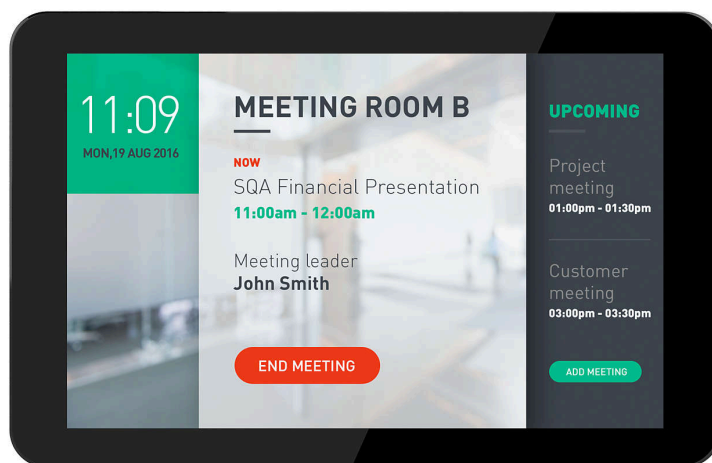 11:09
MON,19 AUG 2016
MEETING ROOM B
NOW
SQA Financial Presentation
11:00am - 12:00am
Meeting leader
John Smith
END MEETING
UPCOMING
Project
meeting
01:00pm - 01:30pm
Customer
meeting
03:00pm - 03:30pm
ADD MEETING